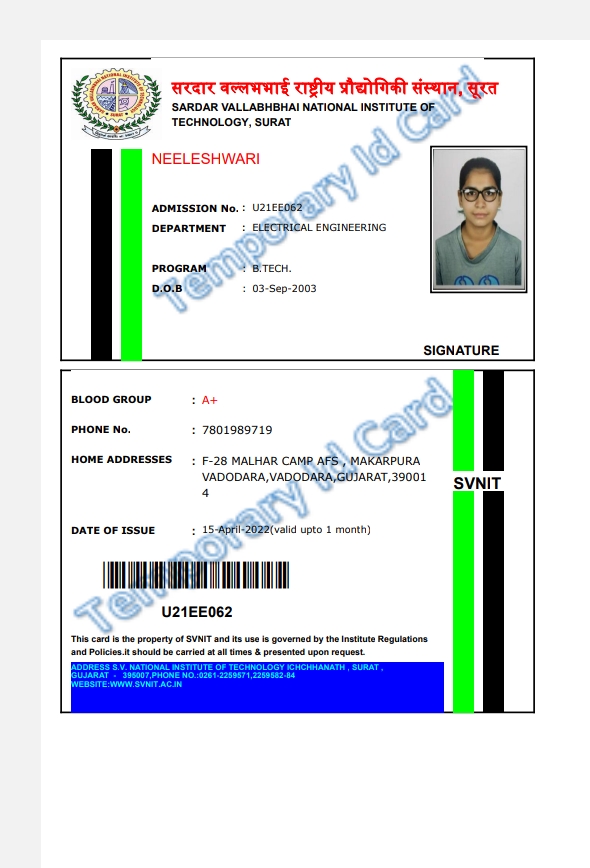 सरदार वल्लभभाई राष्ट्रीय प्रौद्योगिकी संस्थान, सूरत
SARDAR VALLABHBHAI NATIONAL INSTITUTE OF
TECHNOLOGY, SURAT
NEELESHWARI
ADMISSION No. : U21EE062
DEPARTMENT : ELECTRICAL ENGINEERING
PROGRAM : B.TECH.
D.O.B : 03-Sep-2003
Temporary Id Card
SIGNATURE
BLOOD GROUP : A+
PHONE No. : 7801989719
HOME ADDRESSES : F-28 MALHAR CAMP AFS , MAKARPURA
VADODARA,VADODARA,GUJARAT,39001
4
SVNIT
DATE OF ISSUE : 15-April-2022(valid upto 1 month)
Temporary Id Card
U21EE062
This card is the property of SVNIT and its use is governed by the Institute Regulations
and Policies.it should be carried at all times & presented upon request.
ADDRESS S.V. NATIONAL INSTITUTE OF TECHNOLOGY ICHCHHANATH , SURAT ,
GUJARAT - 395007,PHONE NO.:0261-2259571,2259582-84
WEBSITE:WWW.SVNIT.AC.IN